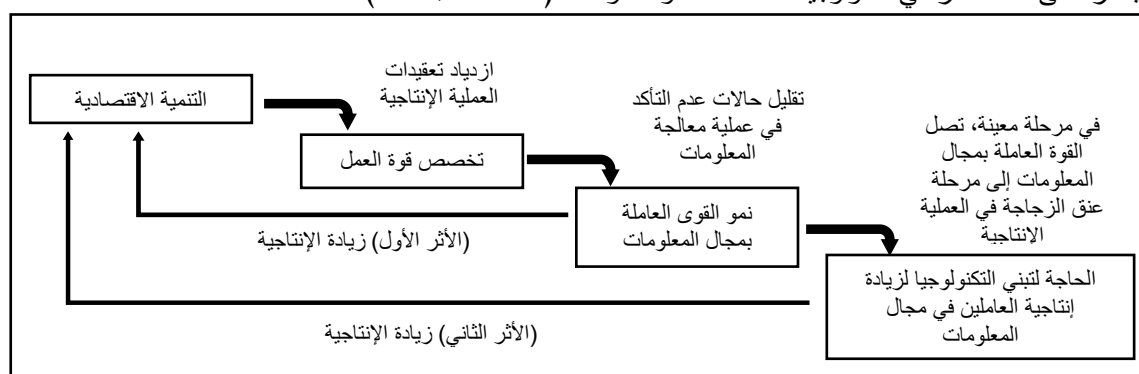 التنمية الاقتصادية
ازدياد تعقيدات
العملية الإنتاجية
تخصص قوة العمل
تقليل حالات عدم التأكد
في عملية معالجة
المعلومات
نمو القوى العاملة
بمجال المعلومات
في مرحلة معينة، تصل
القوة العاملة بمجال
المعلومات إلى مرحلة
عنق الزجاجة في العملية
الإنتاجية
الحاجة لتبني التكنولوجيا لزيادة
إنتاجية العاملين في مجال
المعلومات
(الأثر الأول) زيادة الإنتاجية
(الأثر الثاني) زيادة الإنتاجية